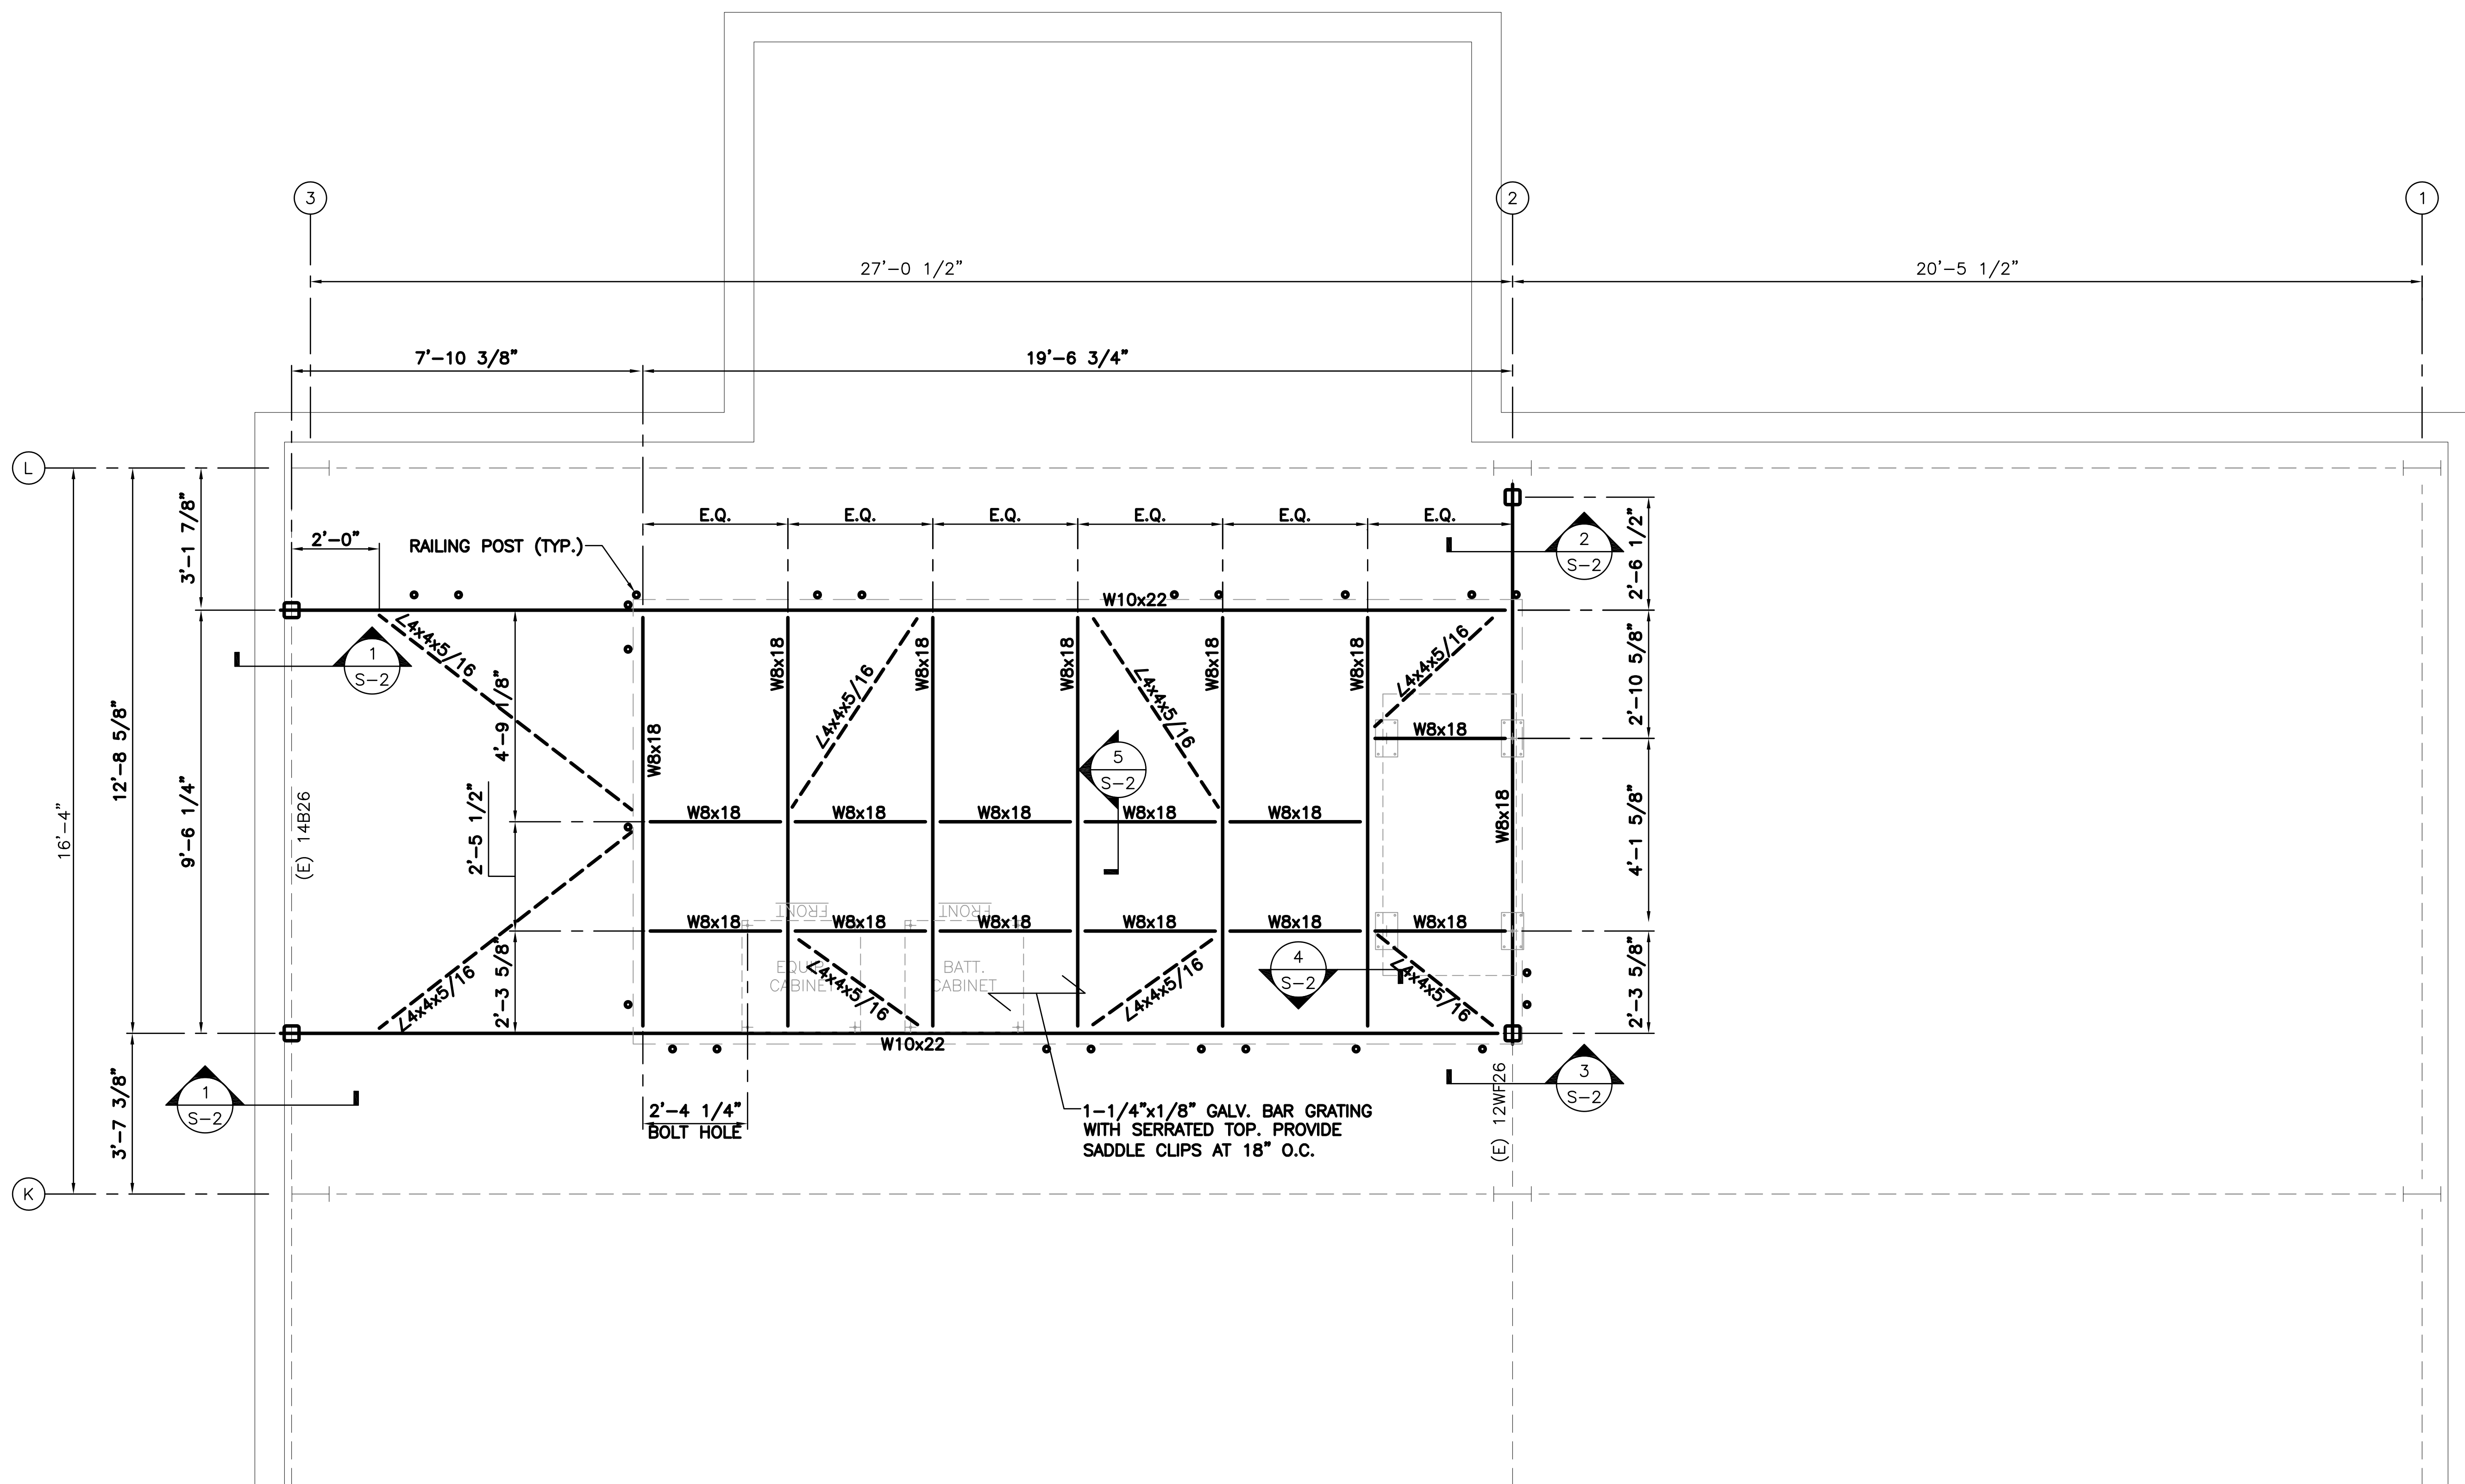 3
2
1
27'-0 1/2"
20'-5 1/2"
7'-10 3/8"
19'-6 3/4"
L
3'-1 7/8"
2'-0"
RAILING POST (TYP.)
E.Q.
E.Q.
E.Q.
E.Q.
E.Q.
E.Q.
2'-6 1/2"
2
S-2
W10x22
∠4x4x5/16
1
S-2
4'-9 1/8"
W8x18
W8x18
∠4x4x5/16
W8x18
W8x18
∠4x4x5/16
W8x18
W8x18
∠4x4x5/16
2'-10 5/8"
W8x18
12'-8 5/8"
16'-4"
9'-6 1/4"
(E) 14B26
2'-5 1/2"
5
S-2
W8x18
W8x18
W8x18
W8x18
W8x18
W8x18
4'-1 5/8"
FRONT
FRONT
W8x18
W8x18
W8x18
W8x18
W8x18
W8x18
2'-3 5/8"
∠4x4x5/16
EQUIP.
CABINET
∠4x4x5/16
BATT.
CABINET
∠4x4x5/16
4
S-2
∠4x4x5/16
2'-3 5/8"
W10x22
3'-7 3/8"
1
S-2
2'-4 1/4"
BOLT HOLE
1-1/4"x1/8" GALV. BAR GRATING
WITH SERRATED TOP. PROVIDE
SADDLE CLIPS AT 18" O.C.
(E) 12WF26
3
S-2
K